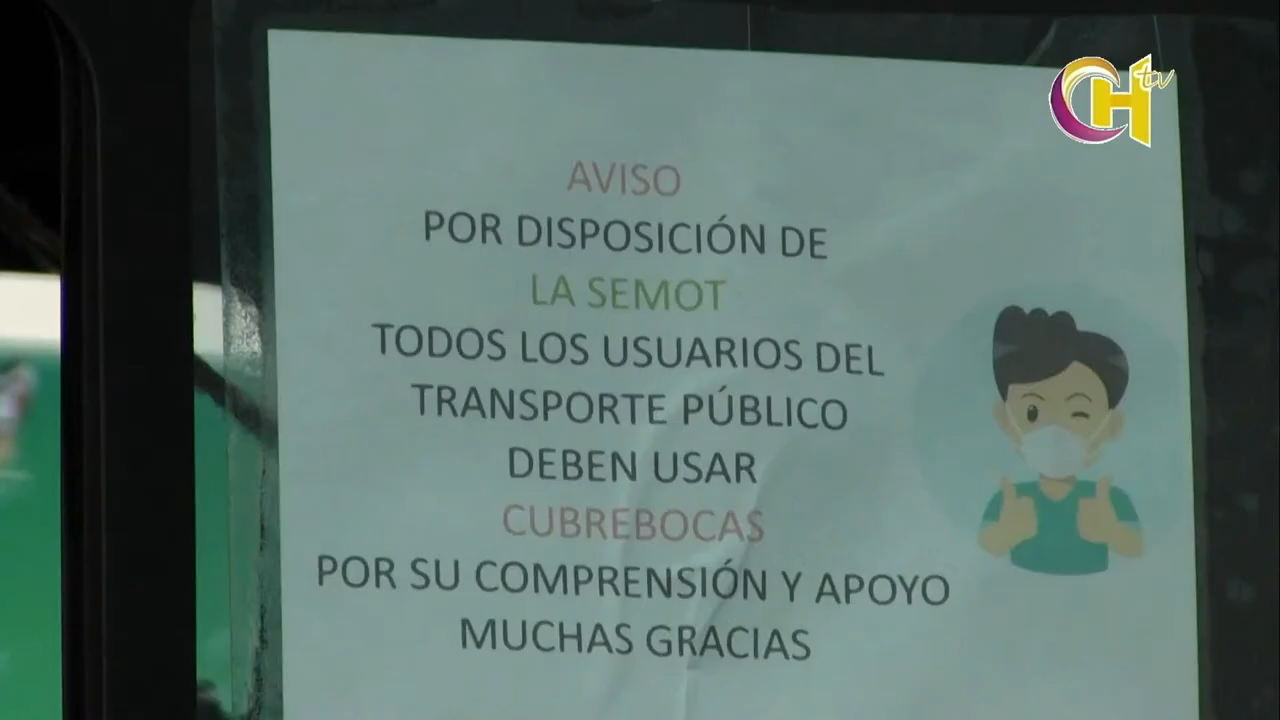 CH tv
AVISO
POR DISPOSICIÓN DE
LA SEMOT
TODOS LOS USUARIOS DEL
TRANSPORTE PÚBLICO
DEBEN USAR
CUBREBOCAS
POR SU COMPRENSIÓN Y APOYO
MUCHAS GRACIAS